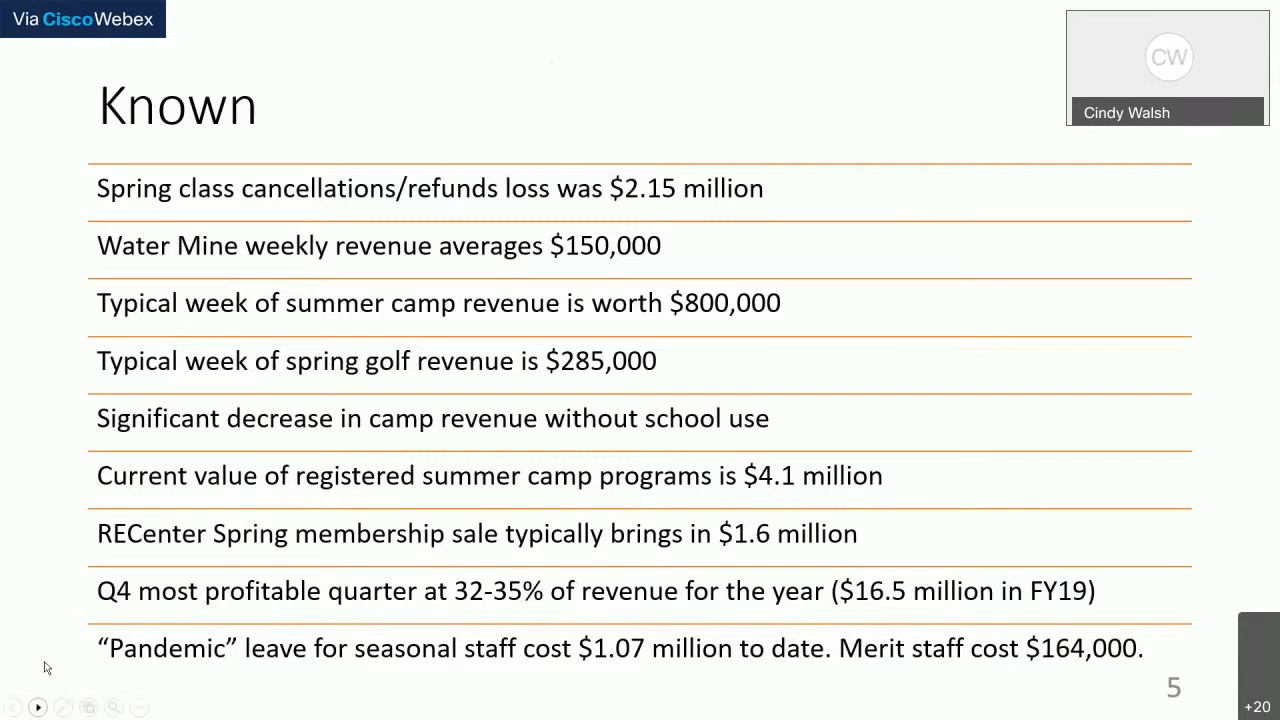 Via CiscoWebex
CW
Cindy Walsh
Known
Spring class cancellations/refunds loss was $2.15 million
Water Mine weekly revenue averages $150,000
Typical week of summer camp revenue is worth $800,000
Typical week of spring golf revenue is $285,000
Significant decrease in camp revenue without school use
Current value of registered summer camp programs is $4.1 million
RECenter Spring membership sale typically brings in $1.6 million
Q4 most profitable quarter at 32-35% of revenue for the year ($16.5 million in FY19)
“Pandemic” leave for seasonal staff cost $1.07 million to date. Merit staff cost $164,000.
5
+20